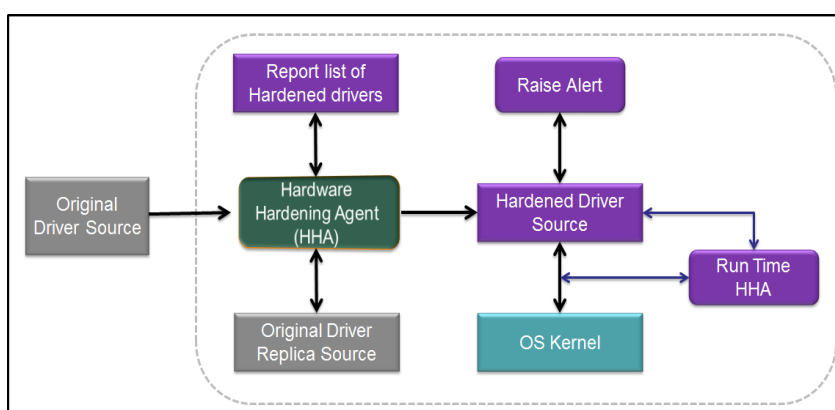 Report list of
Hardened drivers
Raise Alert
Original
Driver Source
Hardware
Hardening Agent
(HHA)
Hardened Driver
Source
Run Time
HHA
Original Driver
Replica Source
OS Kernel